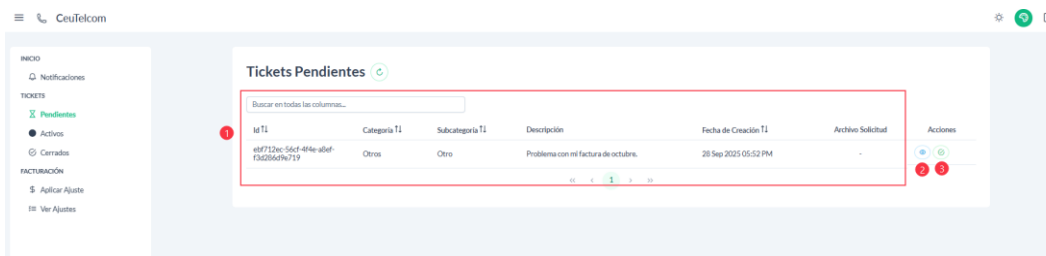 CeuTelcom
INICIO
Notificaciones
TICKETS
Pendientes
Activos
Cerrados
FACTURACIÓN
$ Aplicar Ajuste
Ver Ajustes
Tickets Pendientes
Buscar en todas las columnas...
1
Id Categoría Subcategoría Descripción Fecha de Creación Archivo Solicitud Acciones
ebf712ec-56cf-4f4e-a8ef-
f3d286d9e719 Otros Otro Problema con mi factura de octubre. 28 Sep 2025 05:52 PM -
2 3
« < 1 > »